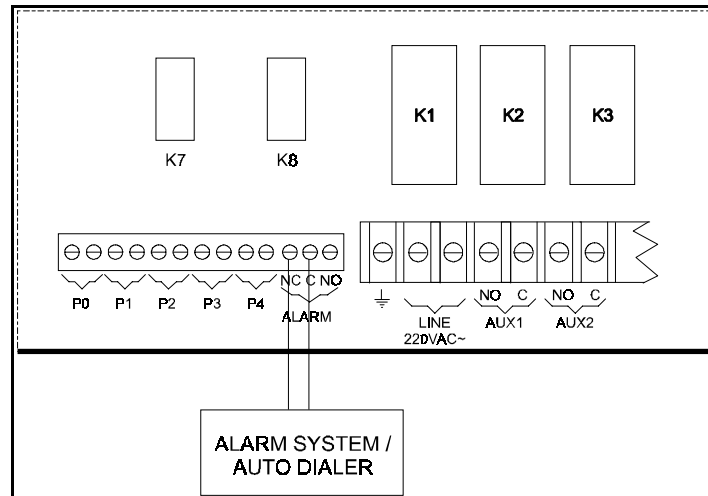 K1 K2 K3
K7 K8
NC C NO
P0 P1 P2 P3 P4
ALARM
NO C NO C
LINE AUX1 AUX2
220VAC~
ALARM SYSTEM /
AUTO DIALER